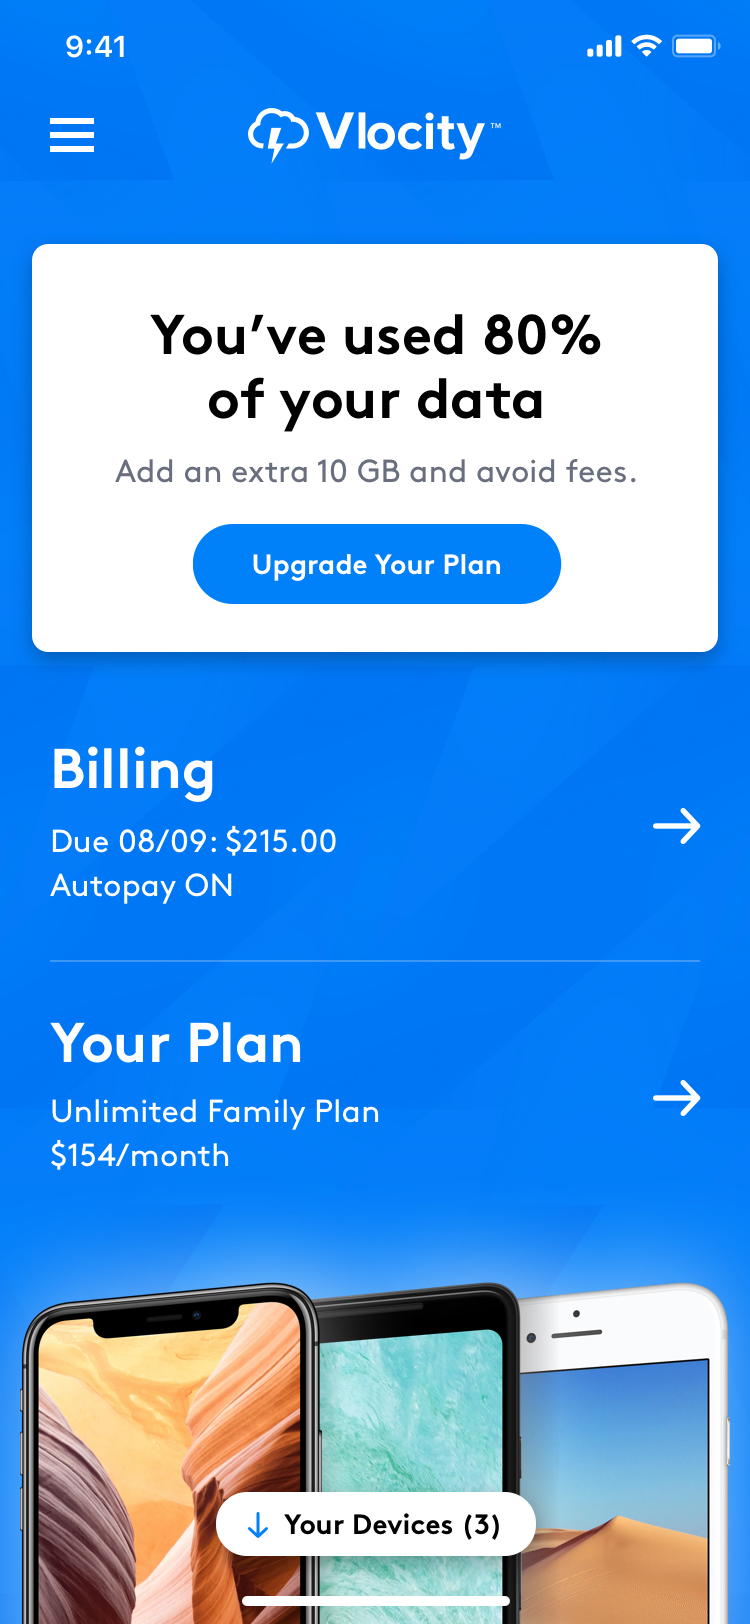 9:41
Vlocity™
You’ve used 80%
of your data
Add an extra 10 GB and avoid fees.
Upgrade Your Plan
Billing
Due 08/09: $215.00
Autopay ON
Your Plan
Unlimited Family Plan
$154/month
Your Devices (3)